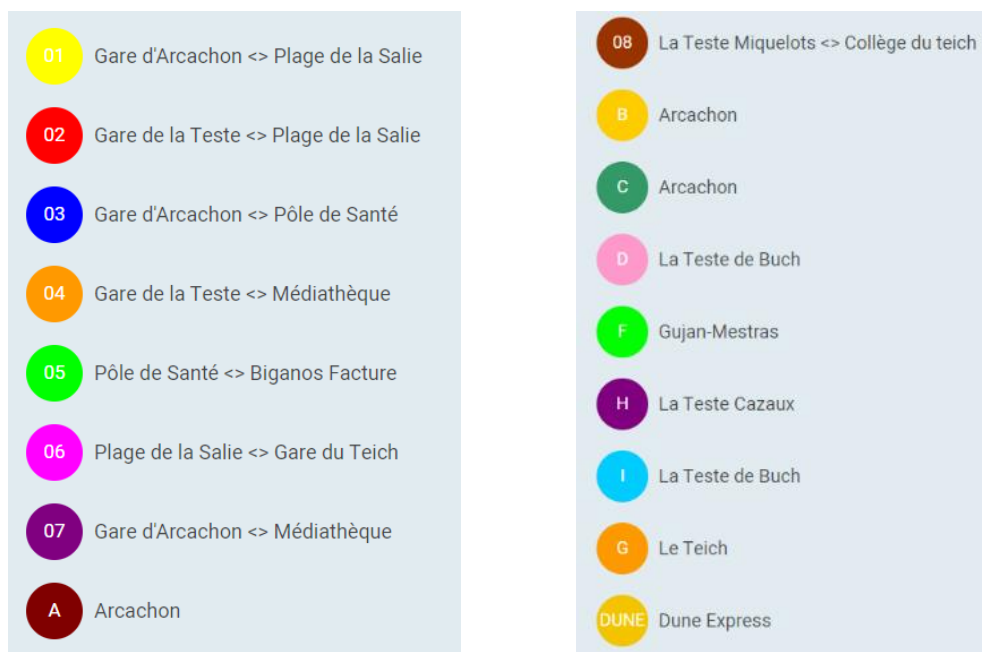 01 Gare d'Arcachon <> Plage de la Salie
02 Gare de la Teste <> Plage de la Salie
03 Gare d'Arcachon <> Pôle de Santé
04 Gare de la Teste <> Médiathèque
05 Pôle de Santé <> Biganos Facture
06 Plage de la Salie <> Gare du Teich
07 Gare d'Arcachon <> Médiathèque
A Arcachon
08 La Teste Miquelots <> Collège du teich
B Arcachon
C Arcachon
D La Teste de Buch
F Gujan-Mestras
H La Teste Cazaux
I La Teste de Buch
G Le Teich
DUNE Dune Express